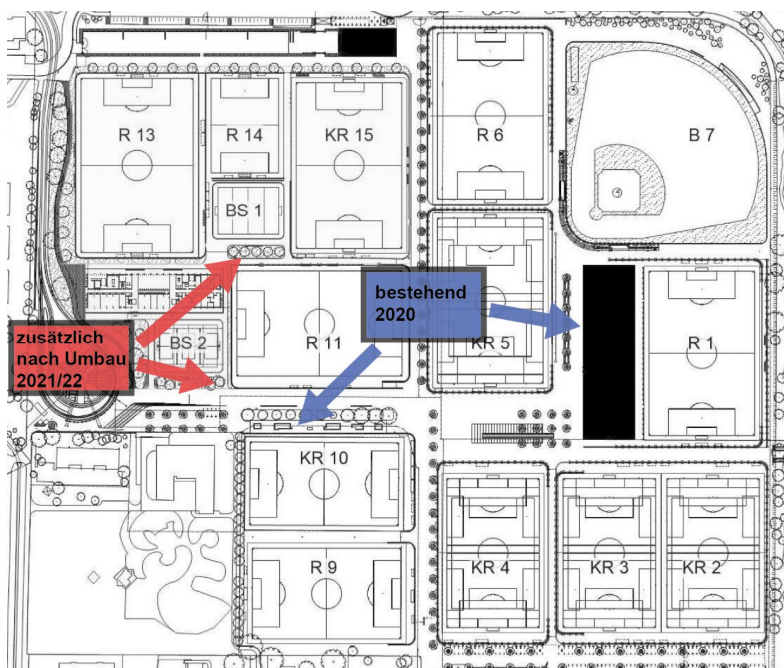 R 13
R 14
KR 15
R 6
B 7
BS 1
bestehend
2020
zusätzlich
nach Umbau
2021/22
BS 2
R 11
KR 5
R 1
KR 10
R 9
KR 4
KR 3
KR 2